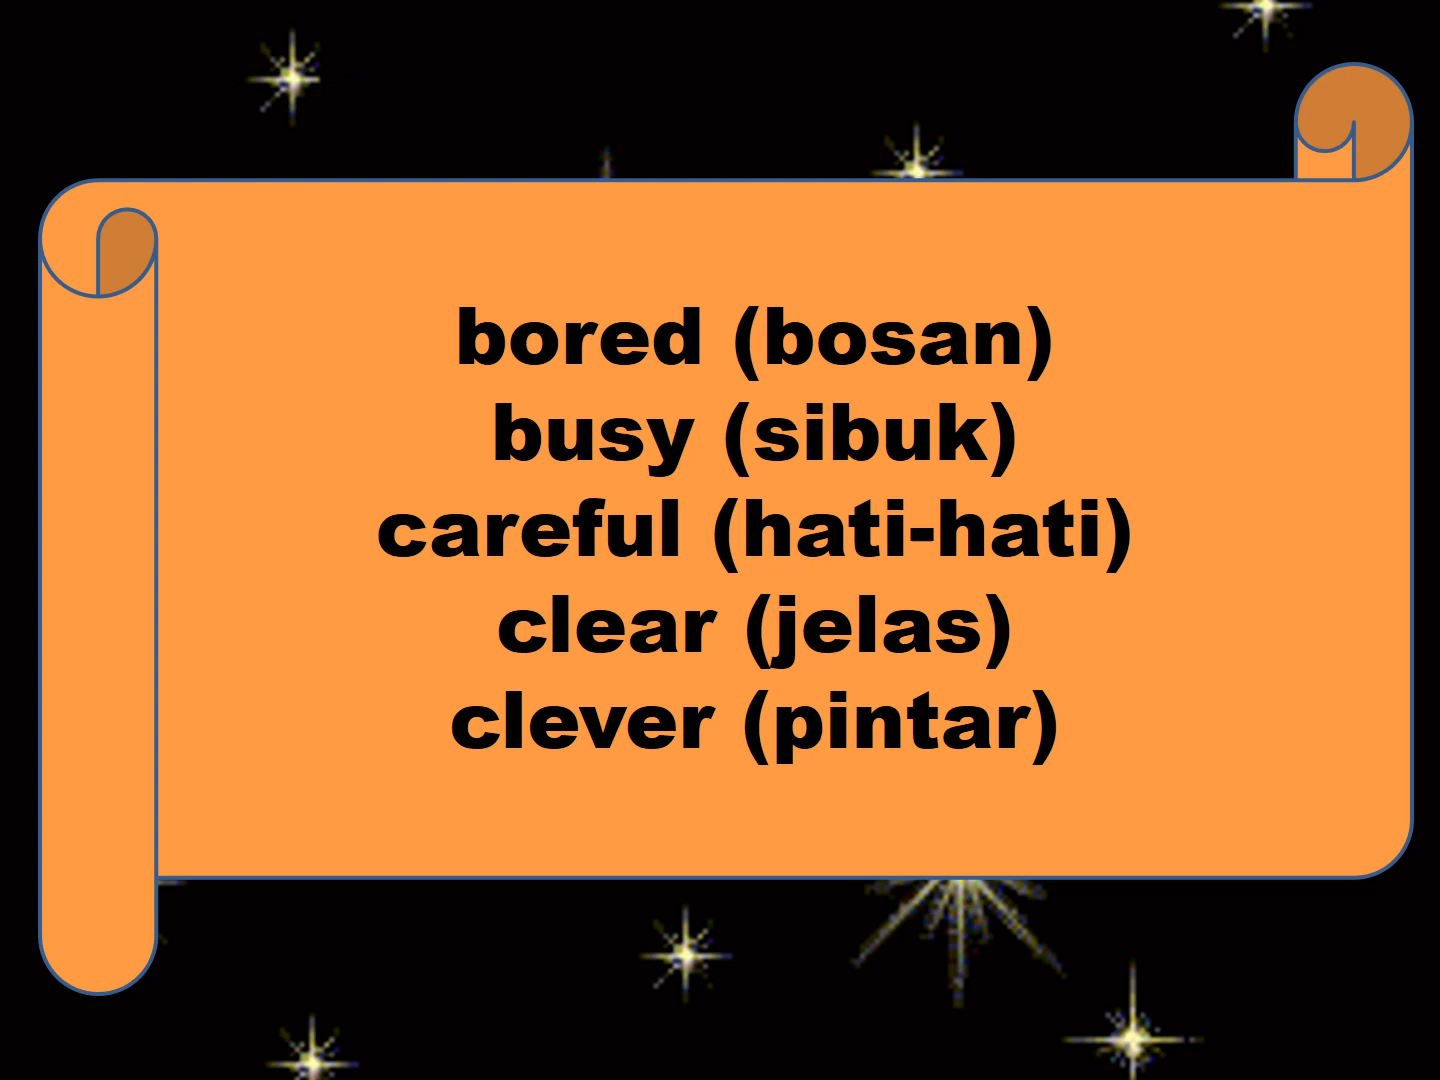 bored (bosan)
busy (sibuk)
careful (hati-hati)
clear (jelas)
clever (pintar)